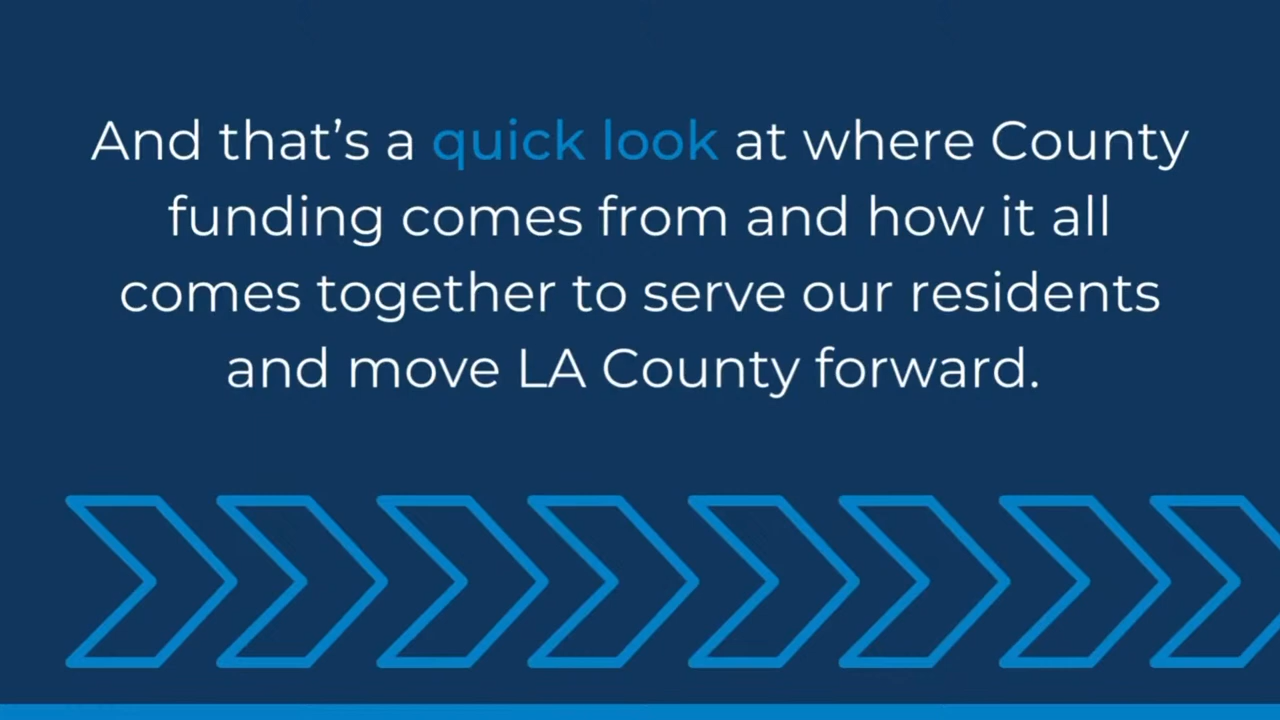 And that’s a quick look at where County
funding comes from and how it all
comes together to serve our residents
and move LA County forward.